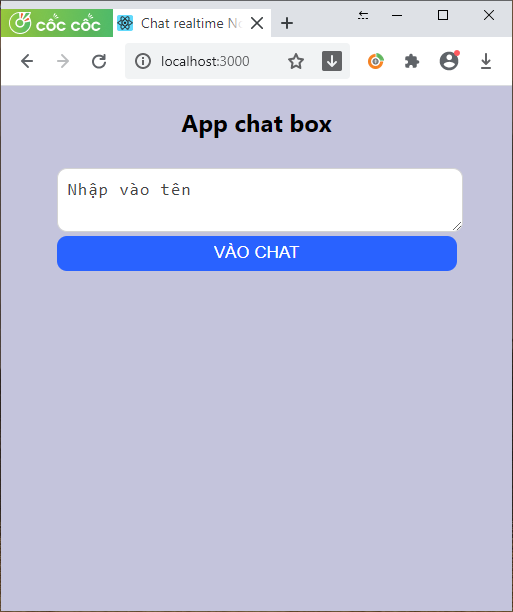 cốc cốc
Chat realtime
localhost:3000
App chat box
Nhập vào tên
VÀO CHAT